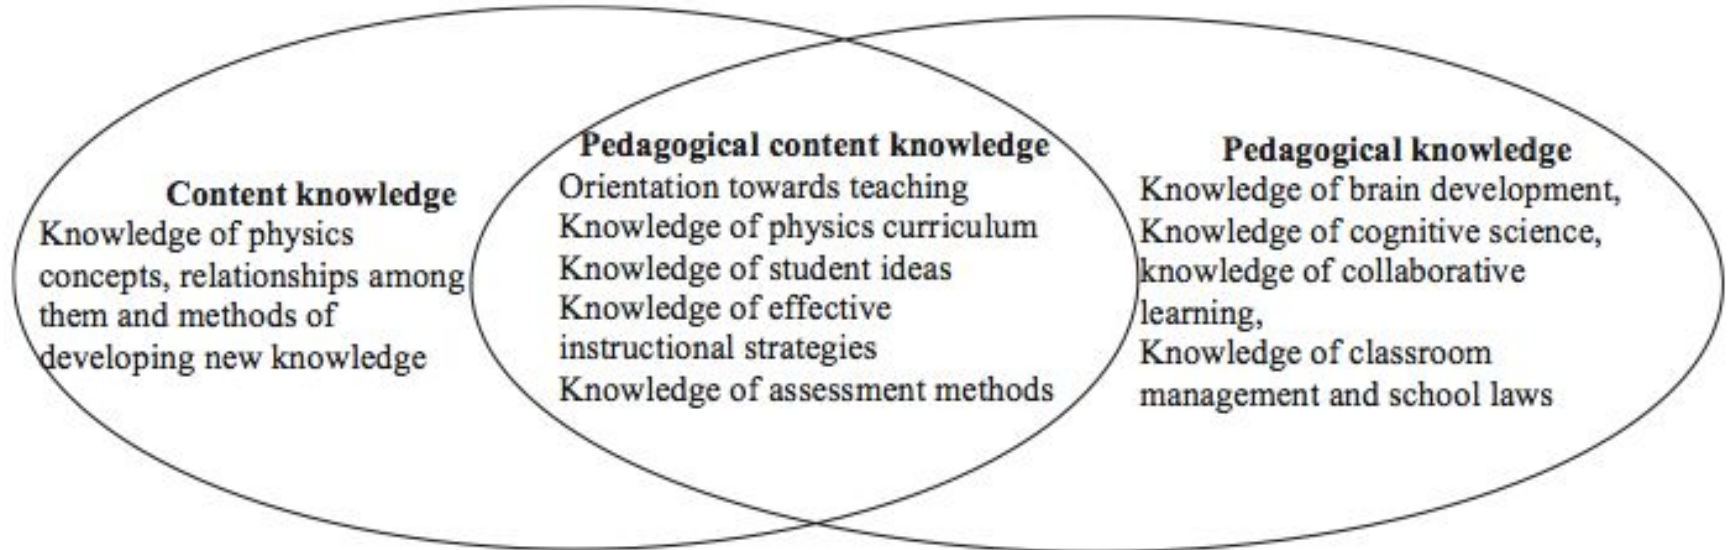 Content knowledge
Knowledge of physics
concepts, relationships among
them and methods of
developing new knowledge
Pedagogical content knowledge
Orientation towards teaching
Knowledge of physics curriculum
Knowledge of student ideas
Knowledge of effective
instructional strategies
Knowledge of assessment methods
Pedagogical knowledge
Knowledge of brain development,
Knowledge of cognitive science,
knowledge of collaborative
learning,
Knowledge of classroom
management and school laws